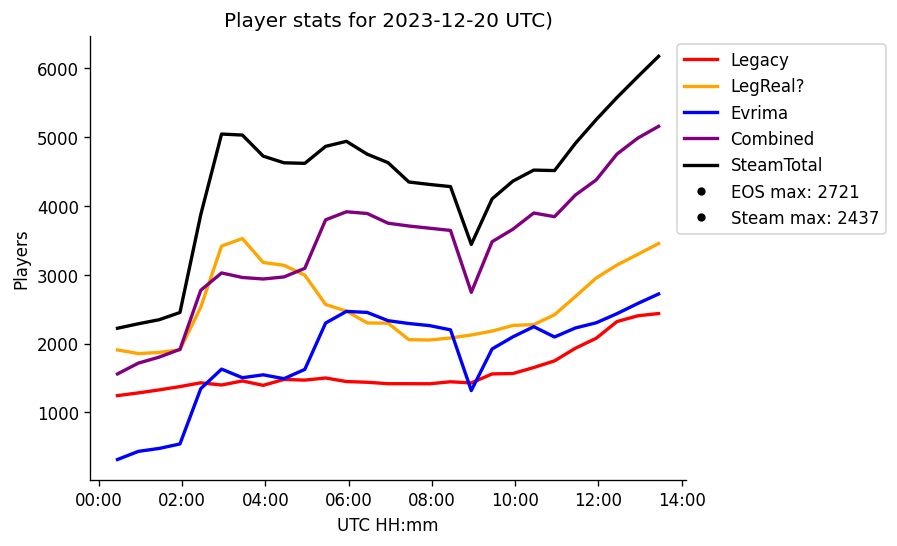 Player stats for 2023-12-20 UTC)
6000
5000
4000
3000
2000
1000
Players
00:00 02:00 04:00 06:00 08:00 10:00 12:00 14:00
UTC HH:mm
Legacy
LegReal?
Evrima
Combined
SteamTotal
EOS max: 2721
Steam max: 2437